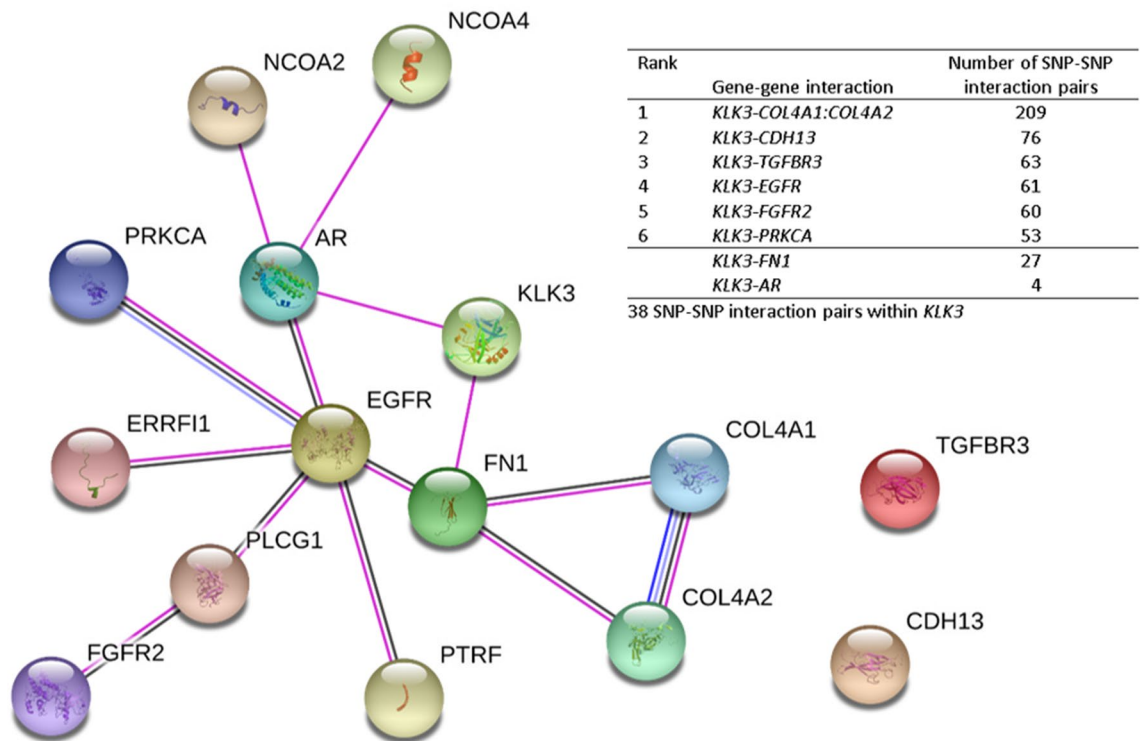 NCOA4
NCOA2
PRKCA
AR
KLK3
EGFR
ERRFI1
FN1
COL4A1
TGFBR3
PLCG1
COL4A2
CDH13
FGFR2
PTRF
Rank Number of SNP-SNP
Gene-gene interaction interaction pairs
1 KLK3-COL4A1:COL4A2 209
2 KLK3-CDH13 76
3 KLK3-TGFBR3 63
4 KLK3-EGFR 61
5 KLK3-FGFR2 60
6 KLK3-PRKCA 53
KLK3-FN1 27
KLK3-AR 4
38 SNP-SNP interaction pairs within KLK3